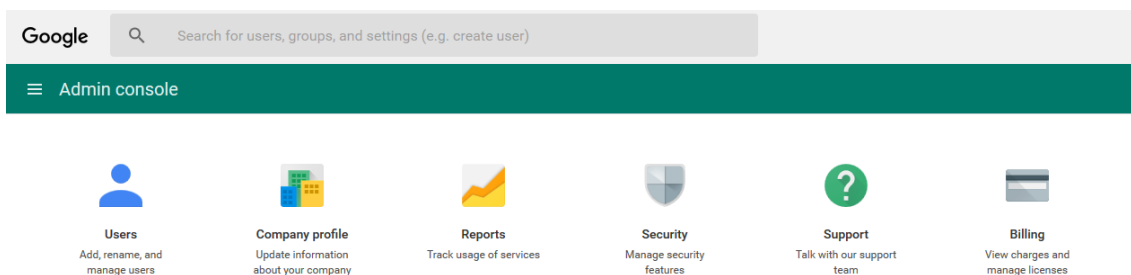 Google
Search for users, groups, and settings (e.g. create user)
Admin console
Users
Add, rename, and
manage users
Company profile
Update information
about your company
Reports
Track usage of services
Security
Manage security
features
Support
Talk with our support
team
Billing
View charges and
manage licenses